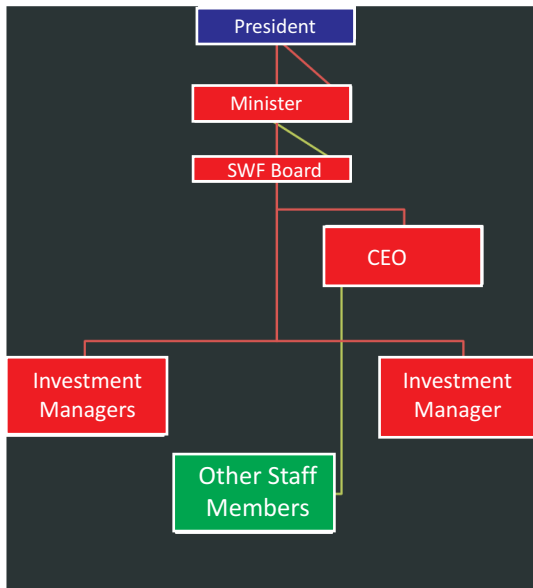 President
Minister
SWF Board
CEO
Investment
Managers
Investment
Manager
Other Staff
Members